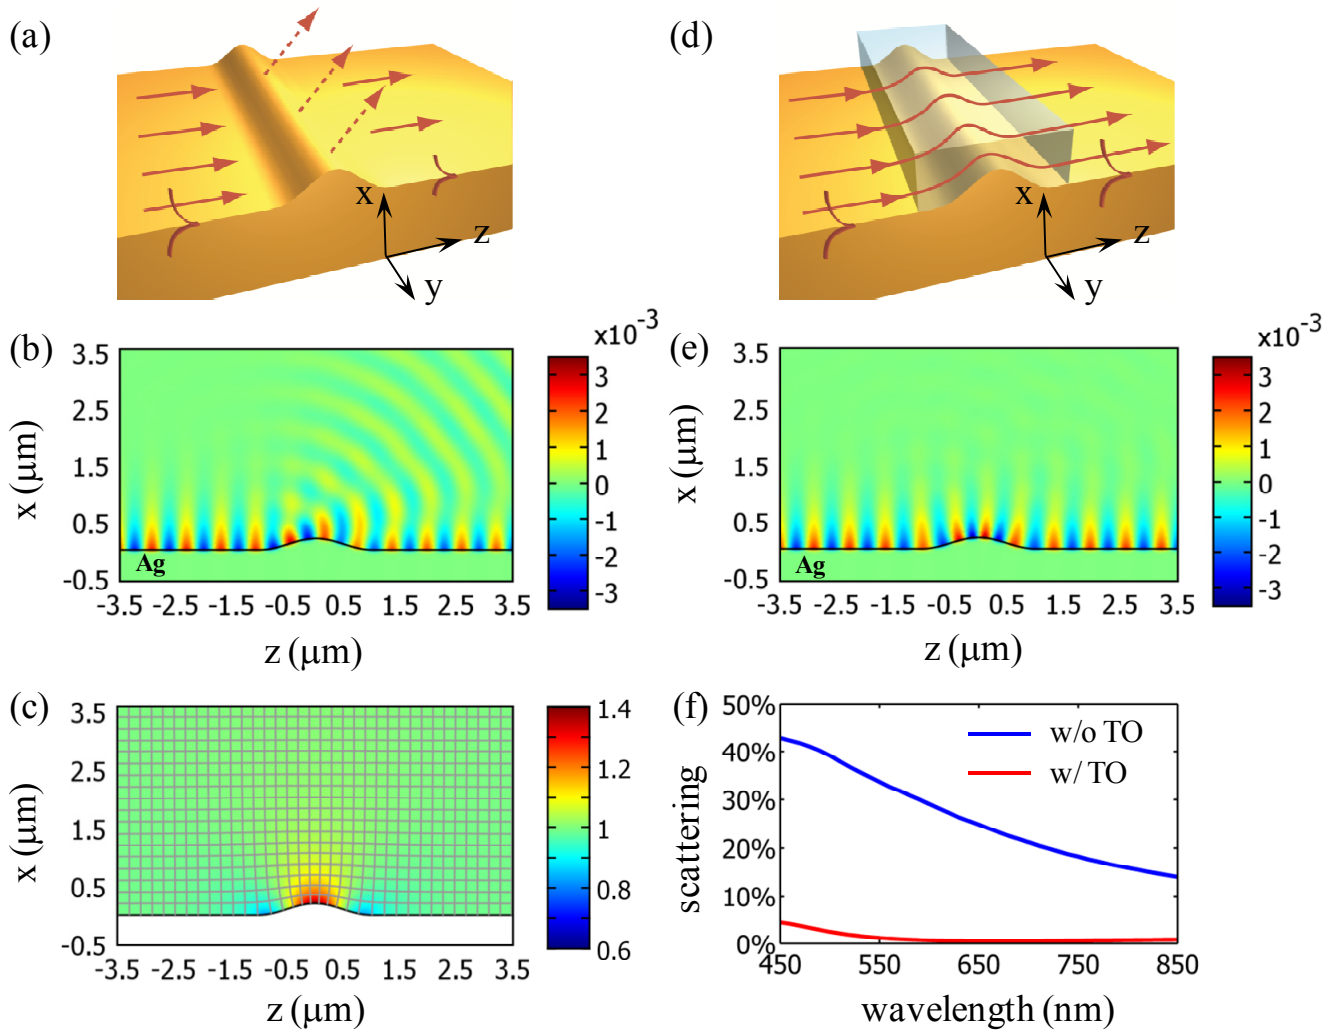 (a)
x
z
y
(d)
x
z
y
(b)
x10-3
3.5
2.5
1.5
0.5
-0.5
x (μm)
Ag
3
2
1
0
-1
-2
-3
-3.5 -2.5 -1.5 -0.5 0.5 1.5 2.5 3.5
z (μm)
(e)
x10-3
3.5
2.5
1.5
0.5
-0.5
x (μm)
Ag
3
2
1
0
-1
-2
-3
-3.5 -2.5 -1.5 -0.5 0.5 1.5 2.5 3.5
z (μm)
(c)
3.5
2.5
1.5
0.5
-0.5
x (μm)
1.4
1.2
1
0.8
0.6
-3.5 -2.5 -1.5 -0.5 0.5 1.5 2.5 3.5
z (μm)
(f)
50%
40%
30%
20%
10%
0%
scattering
w/o TO
w/ TO
450 550 650 750 850
wavelength (nm)